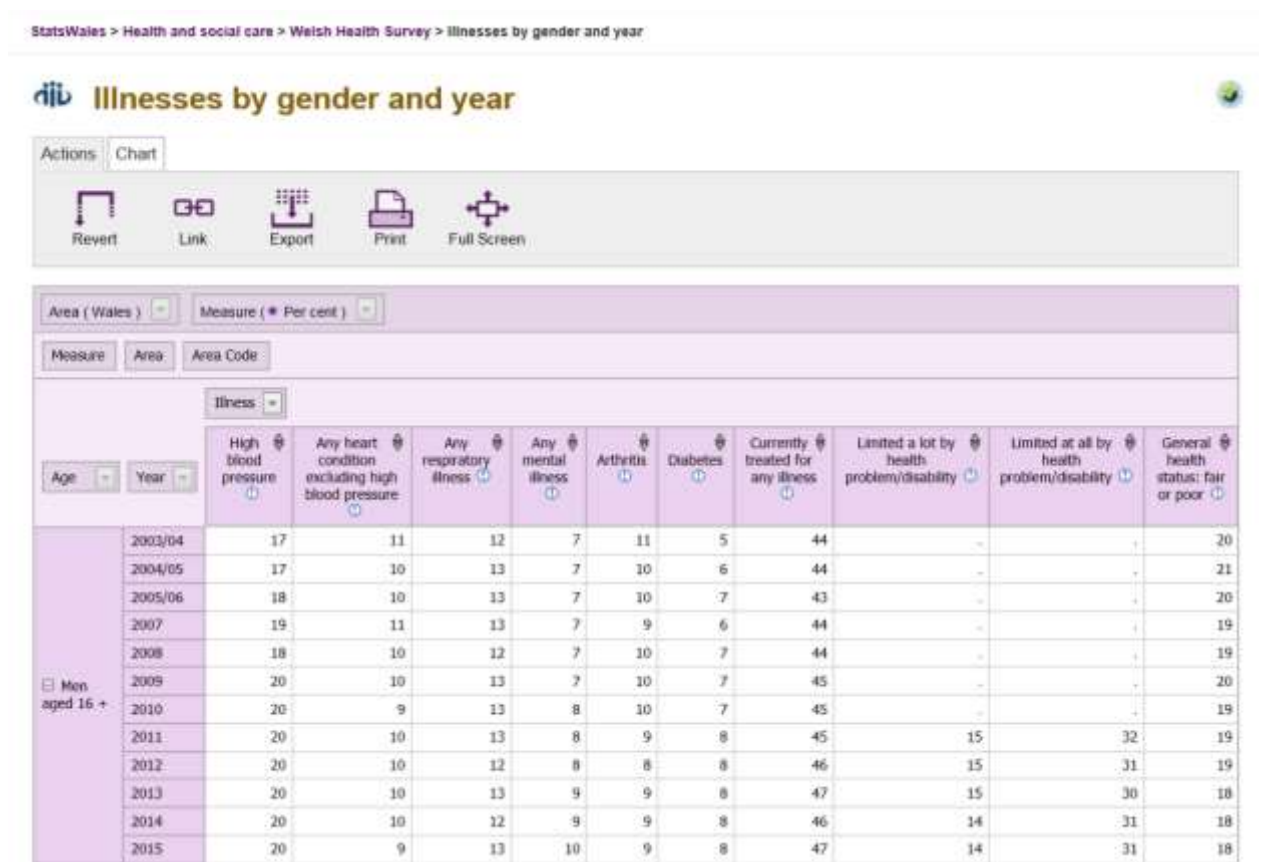 StatsWales > Health and social care > Welsh Health Survey > Illnesses by gender and year
Illnesses by gender and year
Actions Chart
Revert Link Export Print Full Screen
Area ( Wales ) Measure ( * Per cent )
Measure Area Area Code
Illness
Age Year High blood pressure Any heart condition excluding high blood pressure Any respiratory illness Any mental illness Arthritis Diabetes Currently treated for any illness Limited a lot by health problem/disability Limited at all by health problem/disability General health status: fair or poor
Men aged 16 +
2003/04 17 11 12 7 11 5 44 . . 20
2004/05 17 10 13 7 10 6 44 . . 21
2005/06 18 10 13 7 10 7 43 . . 20
2007 19 11 13 7 9 6 44 . . 19
2008 18 10 12 7 10 7 44 . . 19
2009 20 10 13 7 10 7 45 . . 20
2010 20 9 13 8 10 7 45 . . 19
2011 20 10 13 8 9 8 45 15 32 19
2012 20 10 12 8 8 8 46 15 31 19
2013 20 10 13 9 9 8 47 15 30 18
2014 20 10 12 9 9 8 46 14 31 18
2015 20 9 13 10 9 8 47 14 31 18